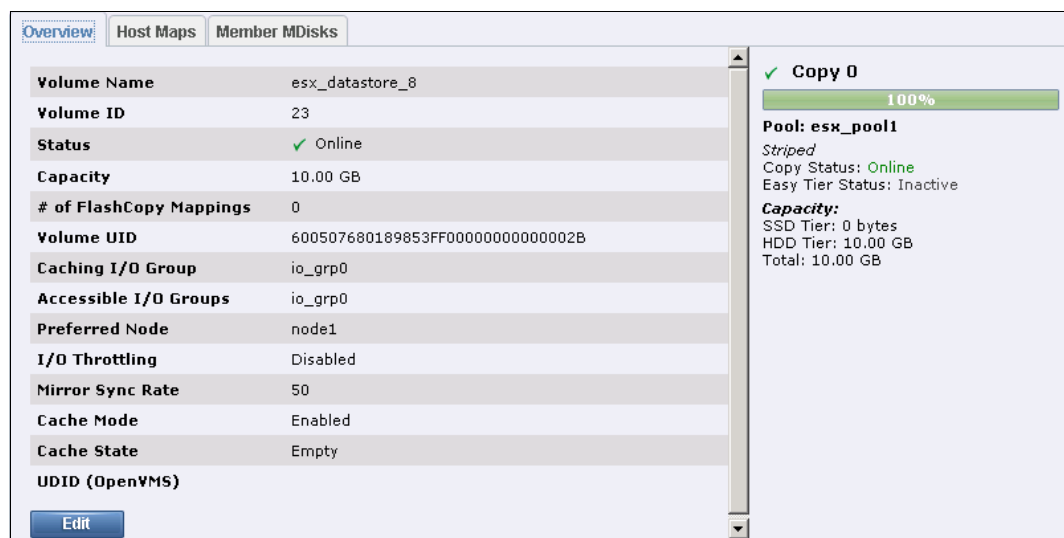 Overview Host Maps Member MDisks
Volume Name esx_datastore_8
Volume ID 23
Status Online
Capacity 10.00 GB
# of FlashCopy Mappings 0
Volume UID 600507680189853FF00000000000002B
Caching I/O Group io_grp0
Accessible I/O Groups io_grp0
Preferred Node node1
I/O Throttling Disabled
Mirror Sync Rate 50
Cache Mode Enabled
Cache State Empty
UDID (OpenVMS)
Edit
Copy 0
100%
Pool: esx_pool1
Striped
Copy Status: Online
Easy Tier Status: Inactive
Capacity:
SSD Tier: 0 bytes
HDD Tier: 10.00 GB
Total: 10.00 GB